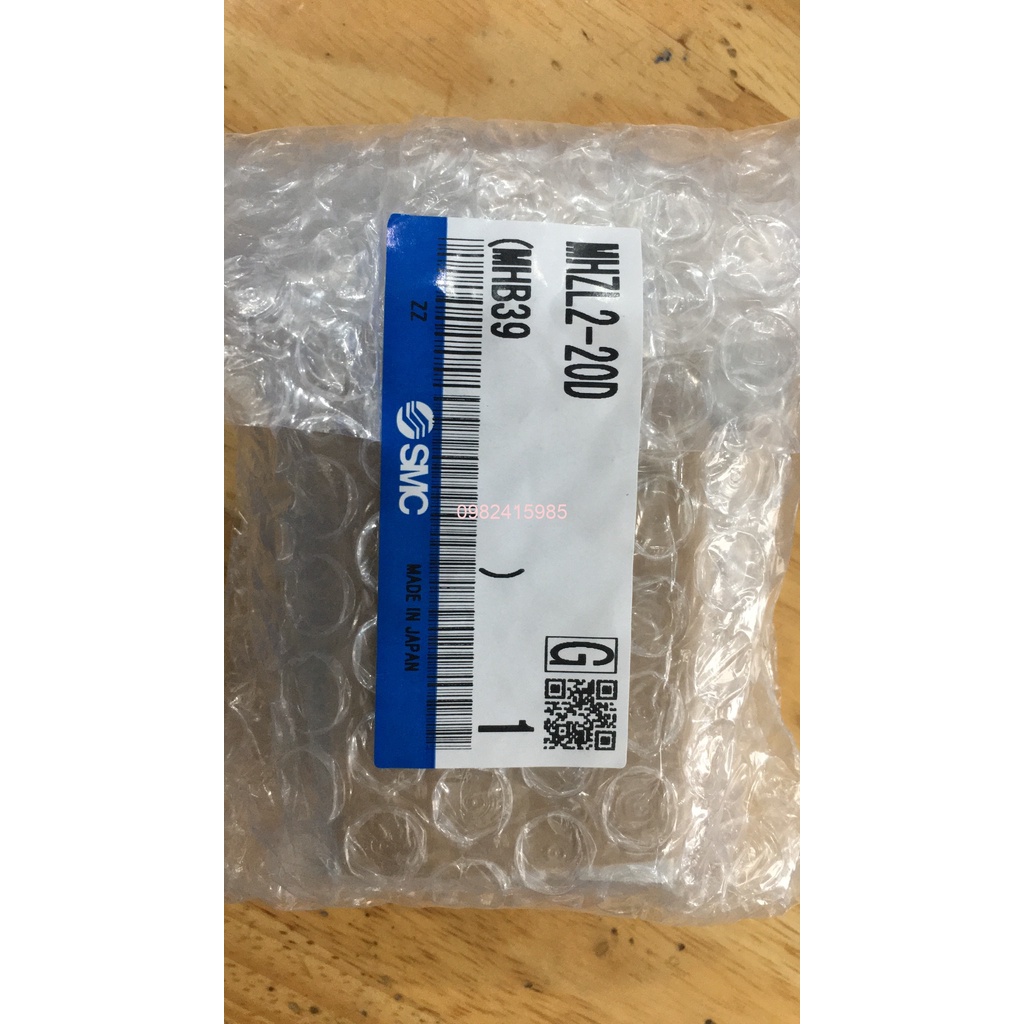 MHZL2-20D
(MHB39 )
G
1
ZZ
SMC
MADE IN JAPAN
0982415985